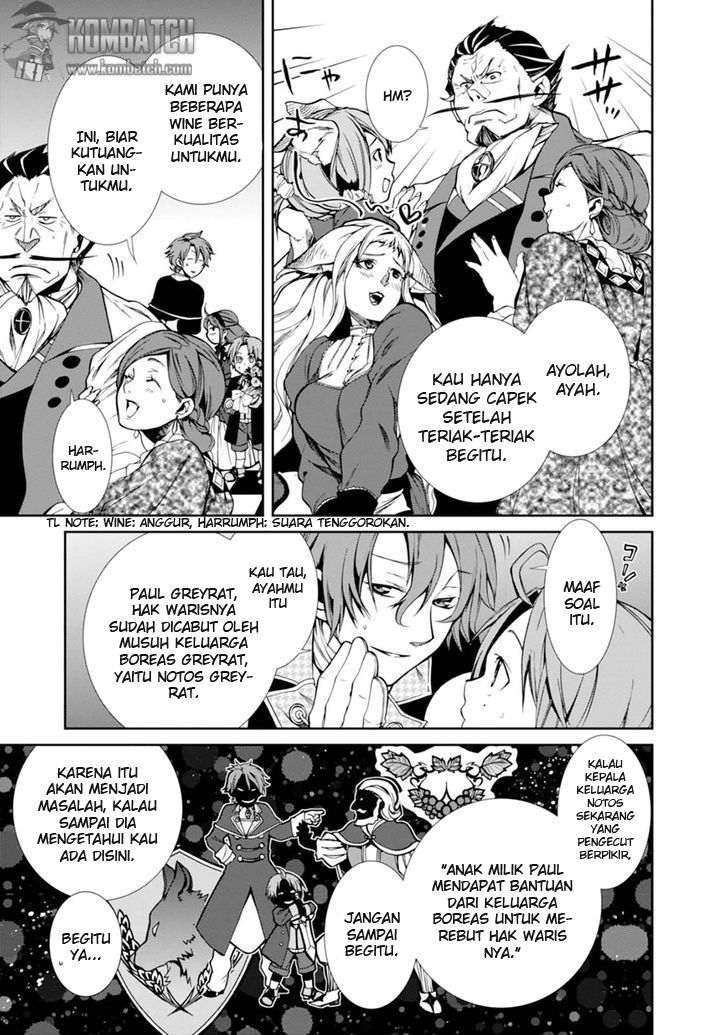 KOMBATCH
www.kombatch.com
HM?
AYOLAH,
AYAH.
KAU HANYA
SEDANG CAPEK
SETELAH
TERIAK-TERIAK
BEGITU.
KAMI PUNYA
BEBERAPA
WINE BER-
KUALITAS
UNTUKMU.
INI, BIAR
KUTUANG-
KAN UN-
TUKMU.
HAR-
RUMPH.
TL NOTE: WINE: ANGGUR, HARRUMPH: SUARA TENGGOROKAN.
MAAF
SOAL
ITU.
KAU TAU,
AYAHMU
ITU
PAUL GREYRAT,
HAK WARISNYA
SUDAH DICABUT OLEH
MUSUH KELUARGA
BOREAS GREYRAT,
YAITU NOTOS GREY-
RAT.
KALAU
KEPALA
KELUARGA
NOTOS
SEKARANG
YANG
PENGECUT
BERPIKIR,
"ANAK MILIK PAUL
MENDAPAT BANTUAN
DARI KELUARGA
BOREAS UNTUK ME-
REBUT HAK WARIS
NYA."
JANGAN
SAMPAI
BEGITU.
KARENA ITU
AKAN MENJADI
MASALAH, KALAU
SAMPAI DIA
MENGETAHUI KAU
ADA DISINI.
BEGITU
YA...